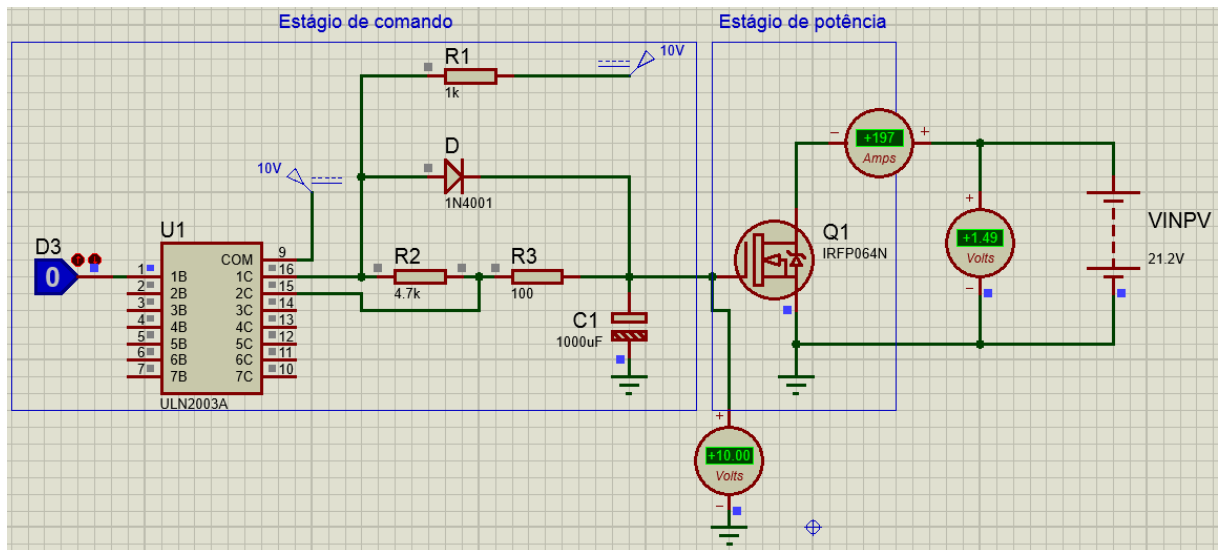 Estágio de comando
Estágio de potência
R1
1k
10V
D
1N4001
10V
U1
D3
0
1 1B
2 2B
3 3B
4 4B
5 5B
6 6B
7 7B
COM 9
1C 16
2C 15
3C 14
4C 13
5C 12
6C 11
7C 10
ULN2003A
R2
4.7k
R3
100
C1
1000uF
Q1
IRFP064N
- +197 +
Amps
+
+1.49
Volts
-
VINPV
21.2V
+
+10.00
Volts
-